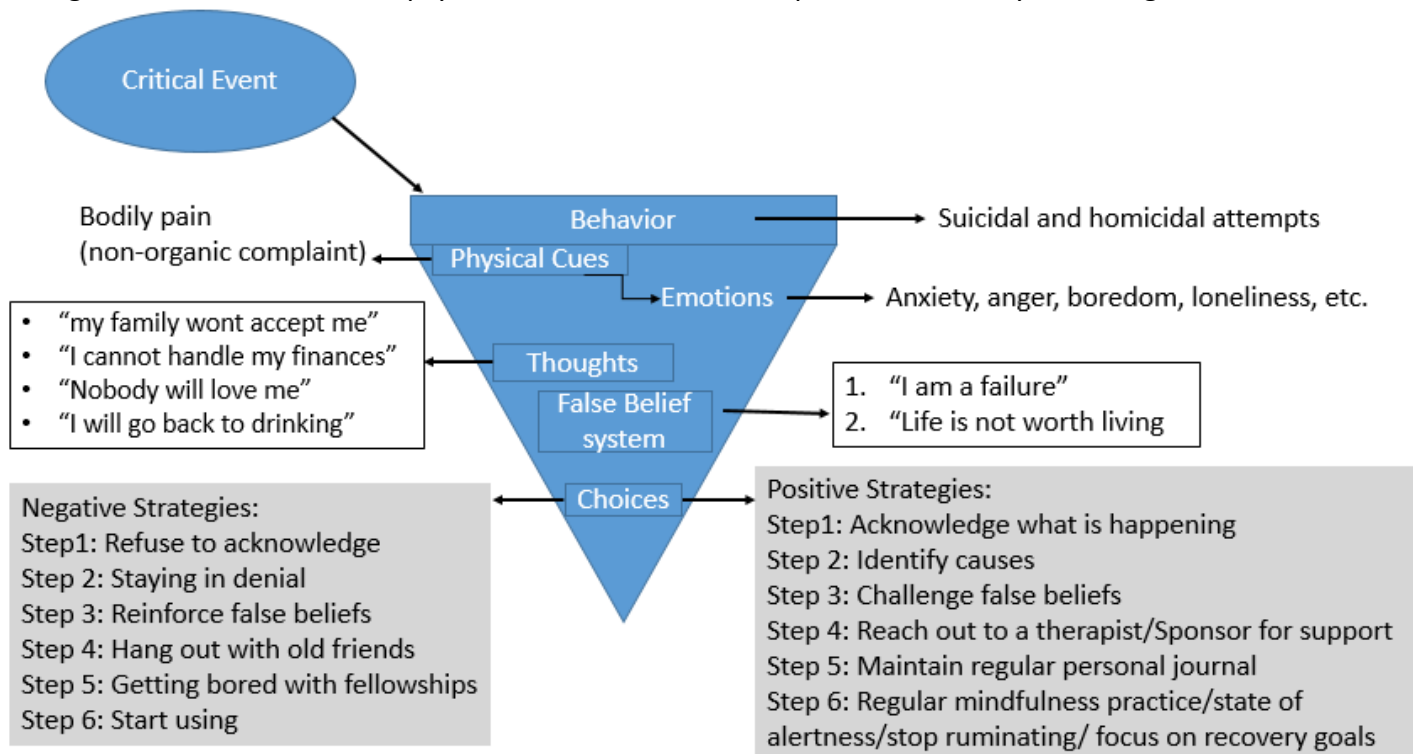 Critical Event
Behavior
Suicidal and homicidal attempts
Bodily pain
(non-organic complaint)
Physical Cues
Emotions
Anxiety, anger, boredom, loneliness, etc.
• “my family wont accept me”
• “I cannot handle my finances”
• “Nobody will love me”
• “I will go back to drinking”
Thoughts
False Belief
system
1. “I am a failure”
2. “Life is not worth living
Choices
Negative Strategies:
Step1: Refuse to acknowledge
Step 2: Staying in denial
Step 3: Reinforce false beliefs
Step 4: Hang out with old friends
Step 5: Getting bored with fellowships
Step 6: Start using
Positive Strategies:
Step1: Acknowledge what is happening
Step 2: Identify causes
Step 3: Challenge false beliefs
Step 4: Reach out to a therapist/Sponsor for support
Step 5: Maintain regular personal journal
Step 6: Regular mindfulness practice/state of
alertness/stop ruminating/ focus on recovery goals